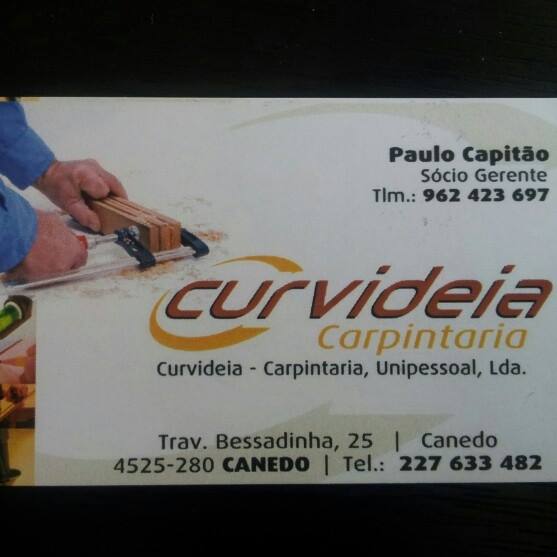 Paulo Capitão
Sócio Gerente
Tlm.: 962 423 697
curvideia
Carpintaria
Curvideia - Carpintaria, Unipessoal, Lda.
Trav. Bessadinha, 25 | Canedo
4525-280 CANEDO | Tel.: 227 633 482